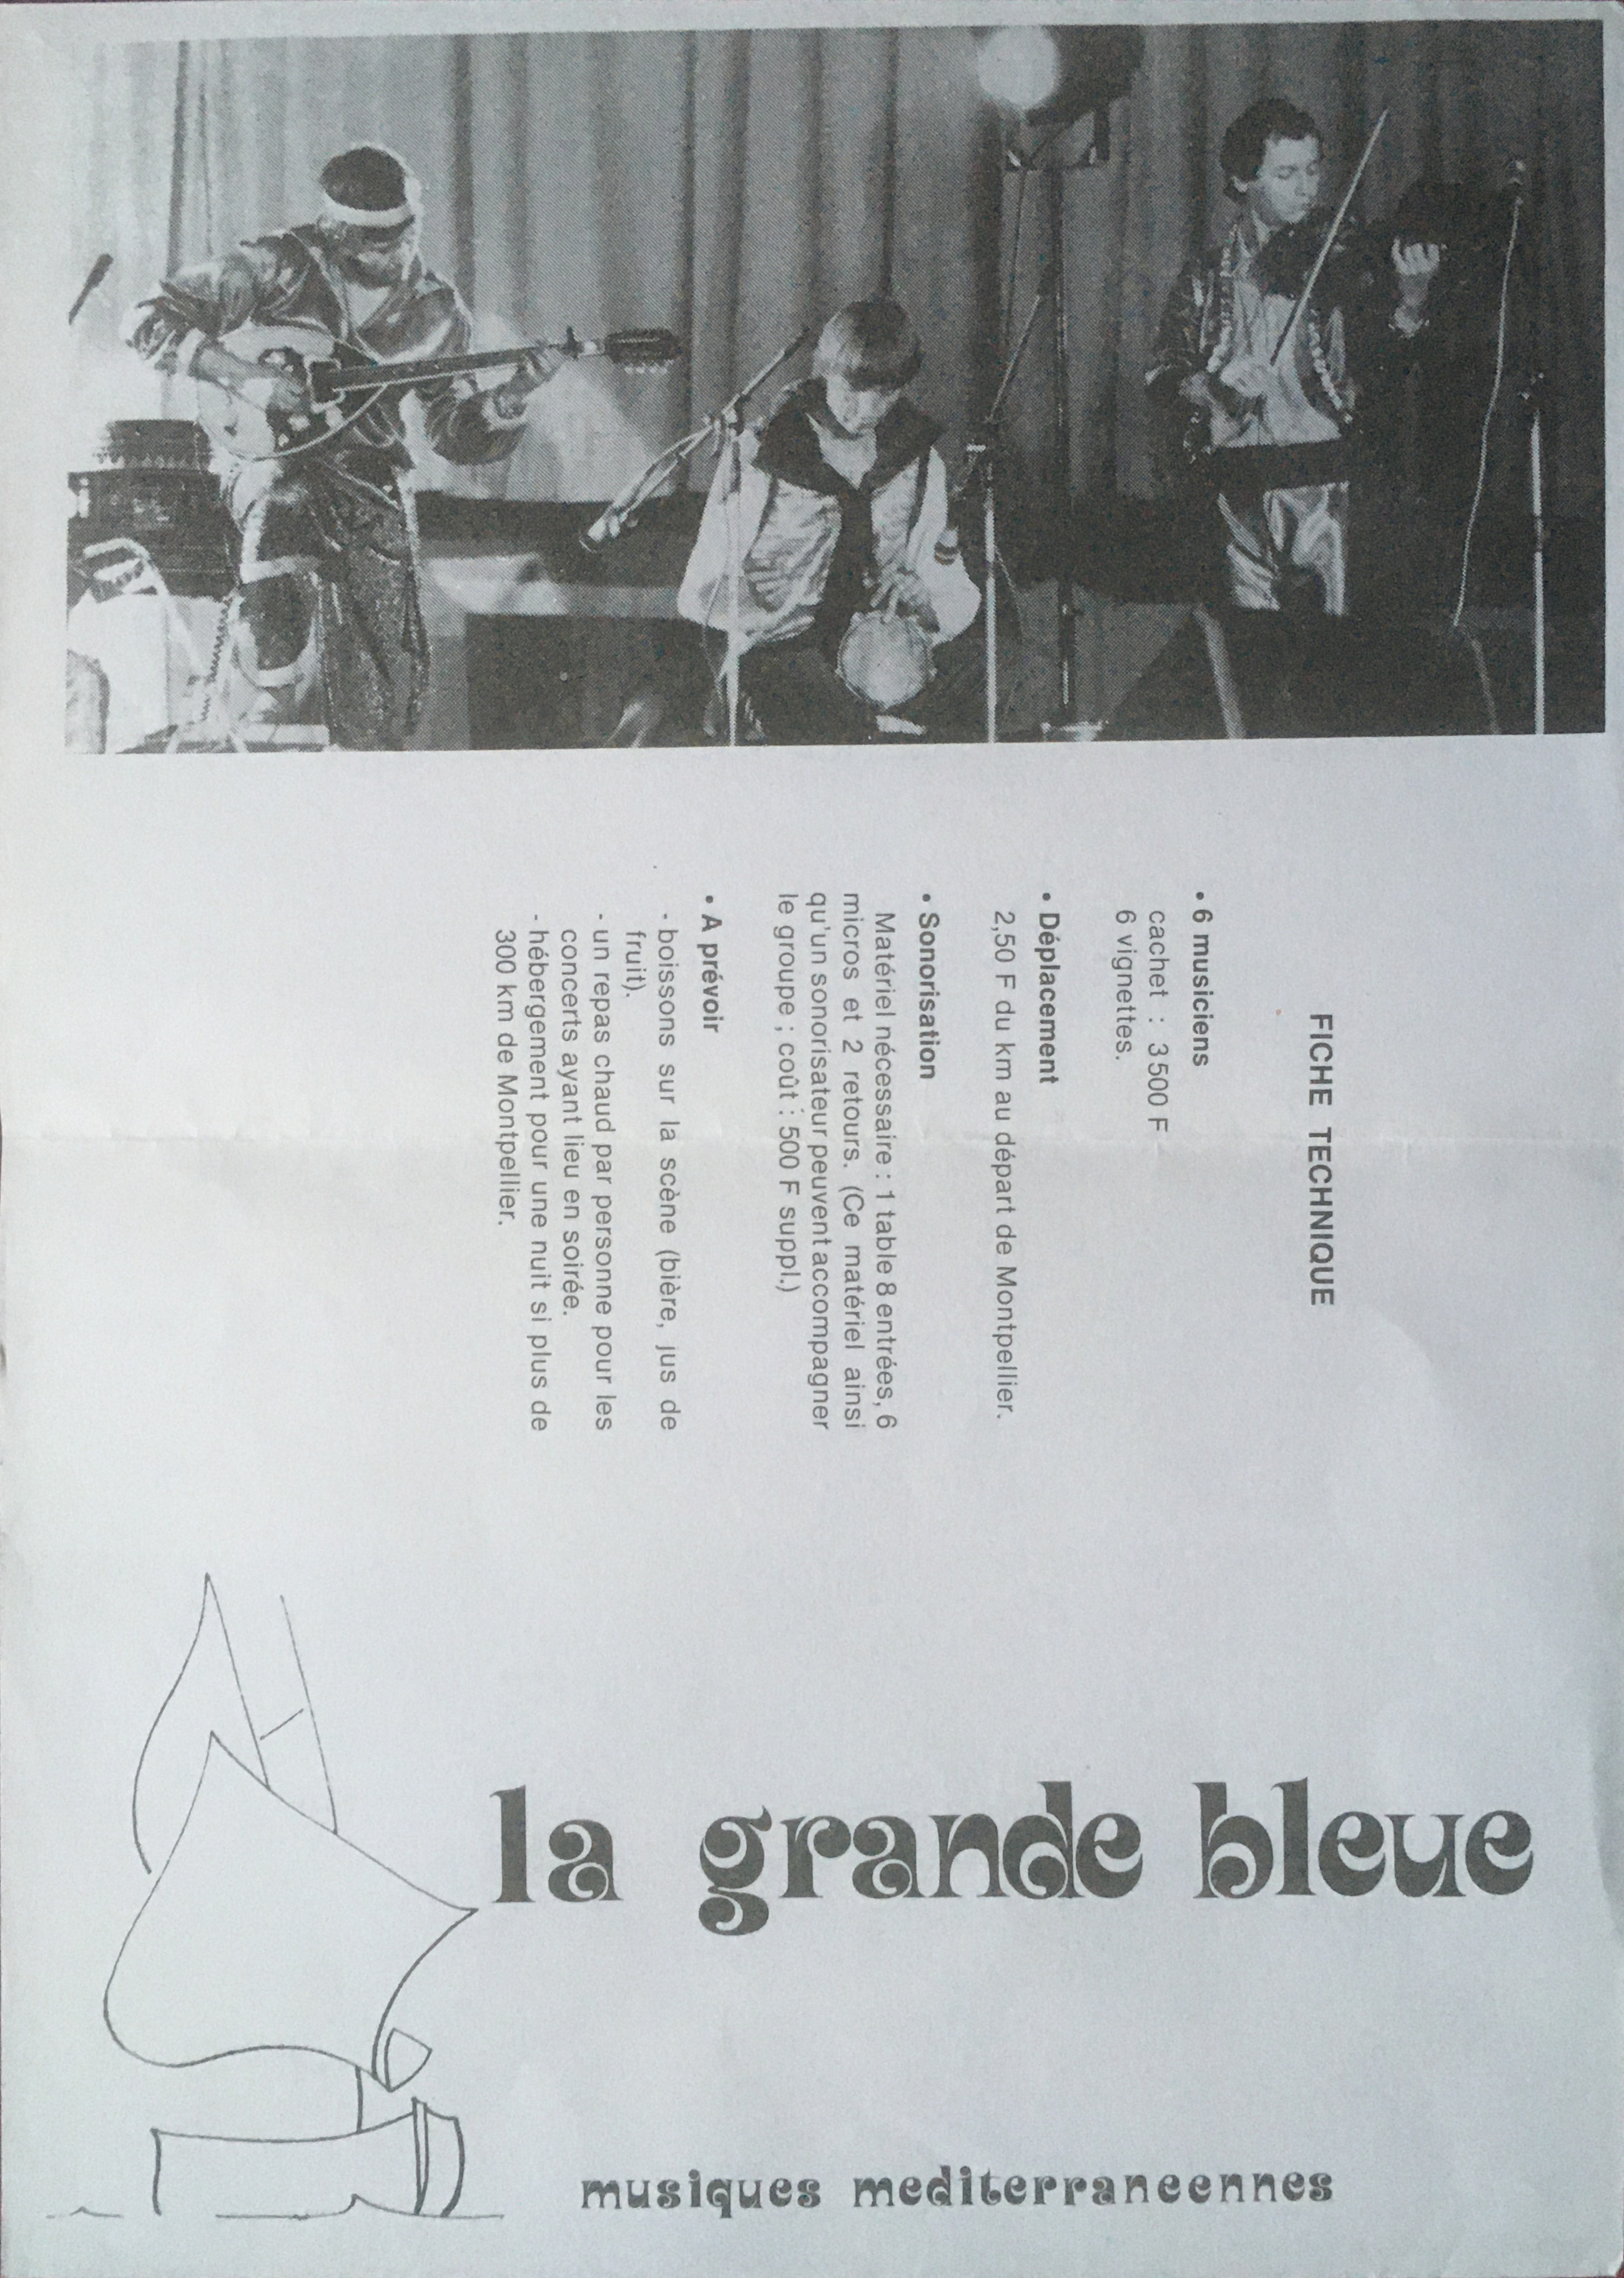 FICHE TECHNIQUE
• 6 musiciens
cachet : 3 500 F
6 vignettes.
• Déplacement
2,50 F du km au départ de Montpellier.
• Sonorisation
Matériel nécessaire : 1 table 8 entrées, 6
micros et 2 retours. (Ce matériel ainsi
qu'un sonorisateur peuvent accompagner
le groupe ; coût : 500 F suppl.)
• A prévoir
- boissons sur la scène (bière, jus de
fruit).
- un repas chaud par personne pour les
concerts ayant lieu en soirée.
- hébergement pour une nuit si plus de
300 km de Montpellier.
la grande bleue
musiques mediterraneennes